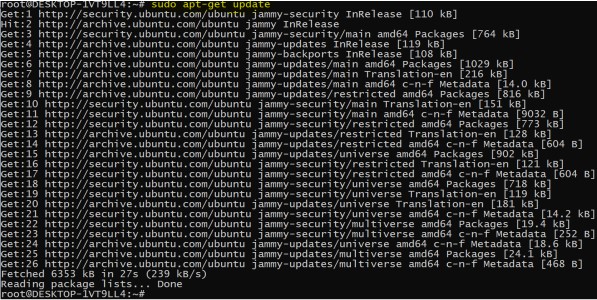 root@DESKTOP-1VT9LL4:~# sudo apt-get update
Get:1 http://security.ubuntu.com/ubuntu jammy-security InRelease [110 kB]
Hit:2 http://archive.ubuntu.com/ubuntu jammy InRelease
Get:3 http://security.ubuntu.com/ubuntu jammy-security/main amd64 Packages [764 kB]
Get:4 http://archive.ubuntu.com/ubuntu jammy-updates InRelease [119 kB]
Get:5 http://archive.ubuntu.com/ubuntu jammy-backports InRelease [108 kB]
Get:6 http://archive.ubuntu.com/ubuntu jammy-updates/main amd64 Packages [1029 kB]
Get:7 http://archive.ubuntu.com/ubuntu jammy-updates/main Translation-en [216 kB]
Get:8 http://archive.ubuntu.com/ubuntu jammy-updates/main amd64 c-n-f Metadata [14.0 kB]
Get:9 http://archive.ubuntu.com/ubuntu jammy-updates/restricted amd64 Packages [816 kB]
Get:10 http://security.ubuntu.com/ubuntu jammy-security/main Translation-en [151 kB]
Get:11 http://security.ubuntu.com/ubuntu jammy-security/main amd64 c-n-f Metadata [9032 B]
Get:12 http://security.ubuntu.com/ubuntu jammy-security/restricted amd64 Packages [773 kB]
Get:13 http://archive.ubuntu.com/ubuntu jammy-updates/restricted Translation-en [128 kB]
Get:14 http://archive.ubuntu.com/ubuntu jammy-updates/restricted amd64 c-n-f Metadata [604 B]
Get:15 http://archive.ubuntu.com/ubuntu jammy-updates/universe amd64 Packages [902 kB]
Get:16 http://security.ubuntu.com/ubuntu jammy-security/restricted Translation-en [121 kB]
Get:17 http://security.ubuntu.com/ubuntu jammy-security/restricted amd64 c-n-f Metadata [604 B]
Get:18 http://security.ubuntu.com/ubuntu jammy-security/universe amd64 Packages [718 kB]
Get:19 http://security.ubuntu.com/ubuntu jammy-security/universe Translation-en [119 kB]
Get:20 http://archive.ubuntu.com/ubuntu jammy-updates/universe Translation-en [181 kB]
Get:21 http://security.ubuntu.com/ubuntu jammy-security/universe amd64 c-n-f Metadata [14.2 kB]
Get:22 http://security.ubuntu.com/ubuntu jammy-security/multiverse amd64 Packages [19.4 kB]
Get:23 http://security.ubuntu.com/ubuntu jammy-security/multiverse amd64 c-n-f Metadata [252 B]
Get:24 http://archive.ubuntu.com/ubuntu jammy-updates/universe amd64 c-n-f Metadata [18.6 kB]
Get:25 http://archive.ubuntu.com/ubuntu jammy-updates/multiverse amd64 Packages [24.1 kB]
Get:26 http://archive.ubuntu.com/ubuntu jammy-updates/multiverse amd64 c-n-f Metadata [468 B]
Fetched 6353 kB in 27s (239 kB/s)
Reading package lists... Done
root@DESKTOP-1VT9LL4:~#